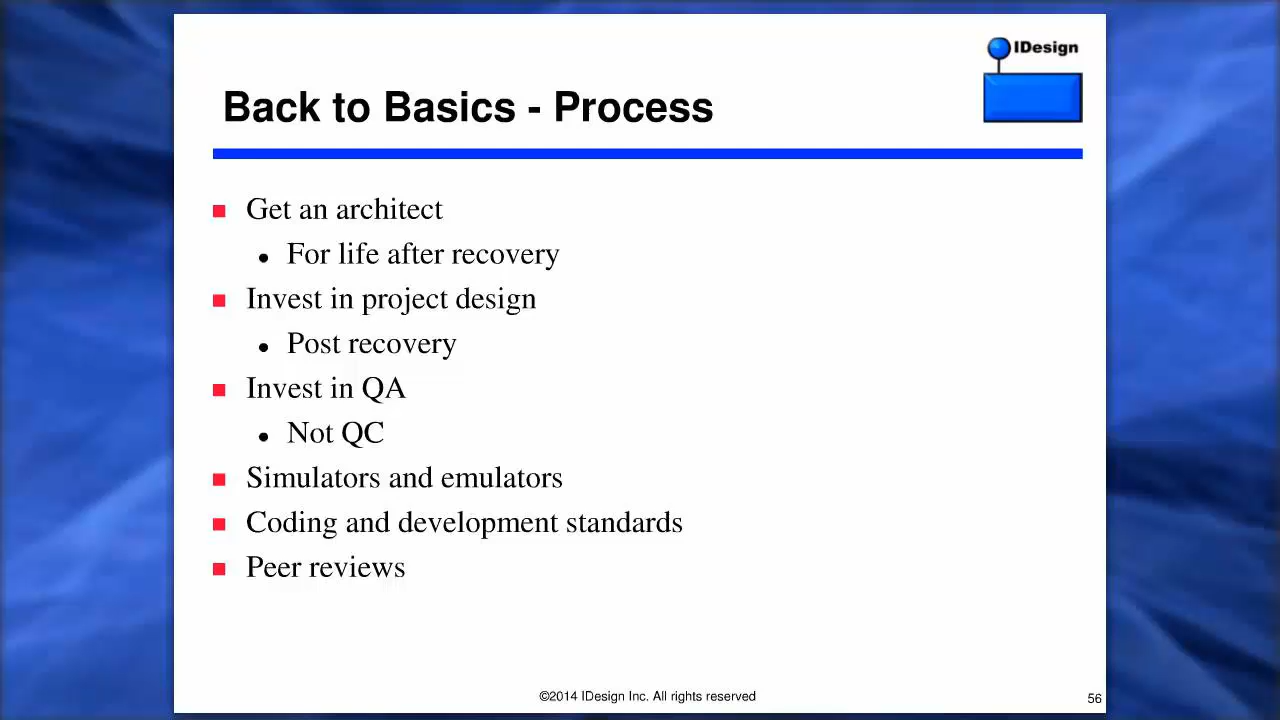 IDesign
Back to Basics - Process
Get an architect
For life after recovery
Invest in project design
Post recovery
Invest in QA
Not QC
Simulators and emulators
Coding and development standards
Peer reviews
©2014 IDesign Inc. All rights reserved
56